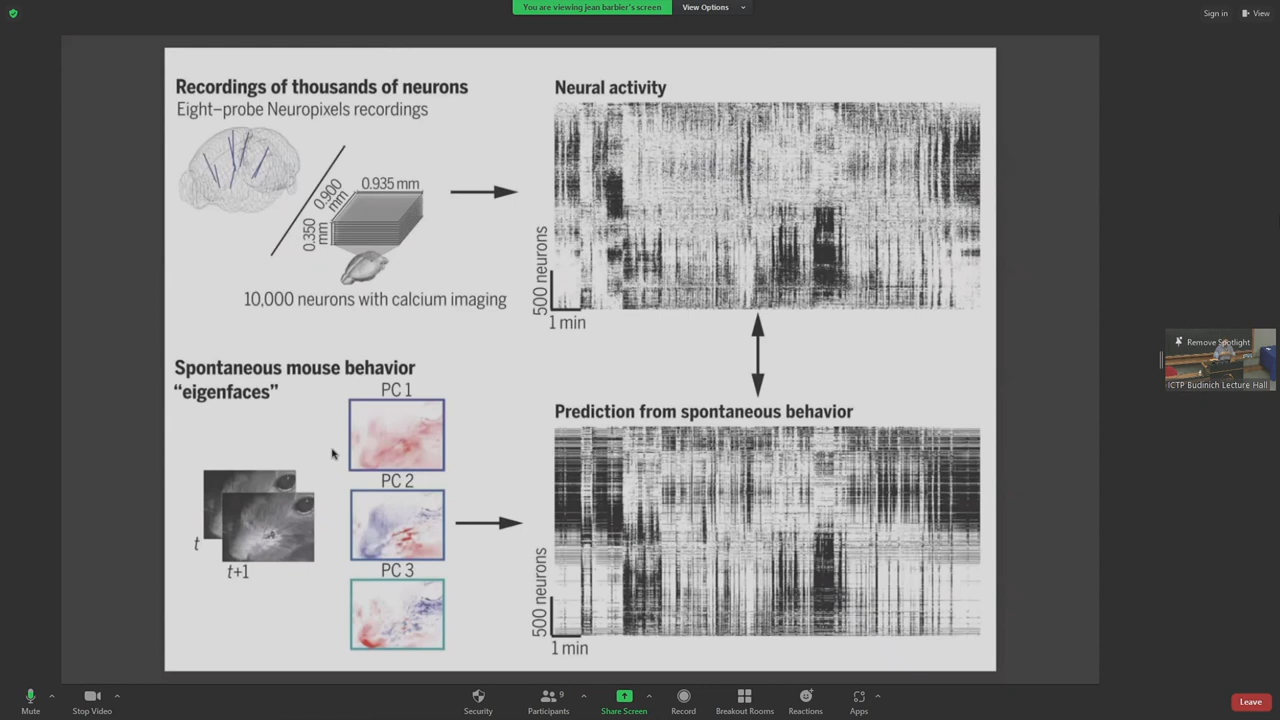 You are viewing jean barbier's screen
View Options
Sign in
View
Recordings of thousands of neurons
Eight-probe Neuropixels recordings
0.935 mm
0.900 mm
0.350 mm
10,000 neurons with calcium imaging
Neural activity
500 neurons
1 min
Spontaneous mouse behavior
“eigenfaces”
PC 1
PC 2
PC 3
t
t+1
Prediction from spontaneous behavior
500 neurons
1 min
Remove Spotlight
ICTP Budinich Lecture Hall
Mute
Stop Video
Security
Participants
9
Share Screen
Record
Breakout Rooms
Reactions
Apps
Leave